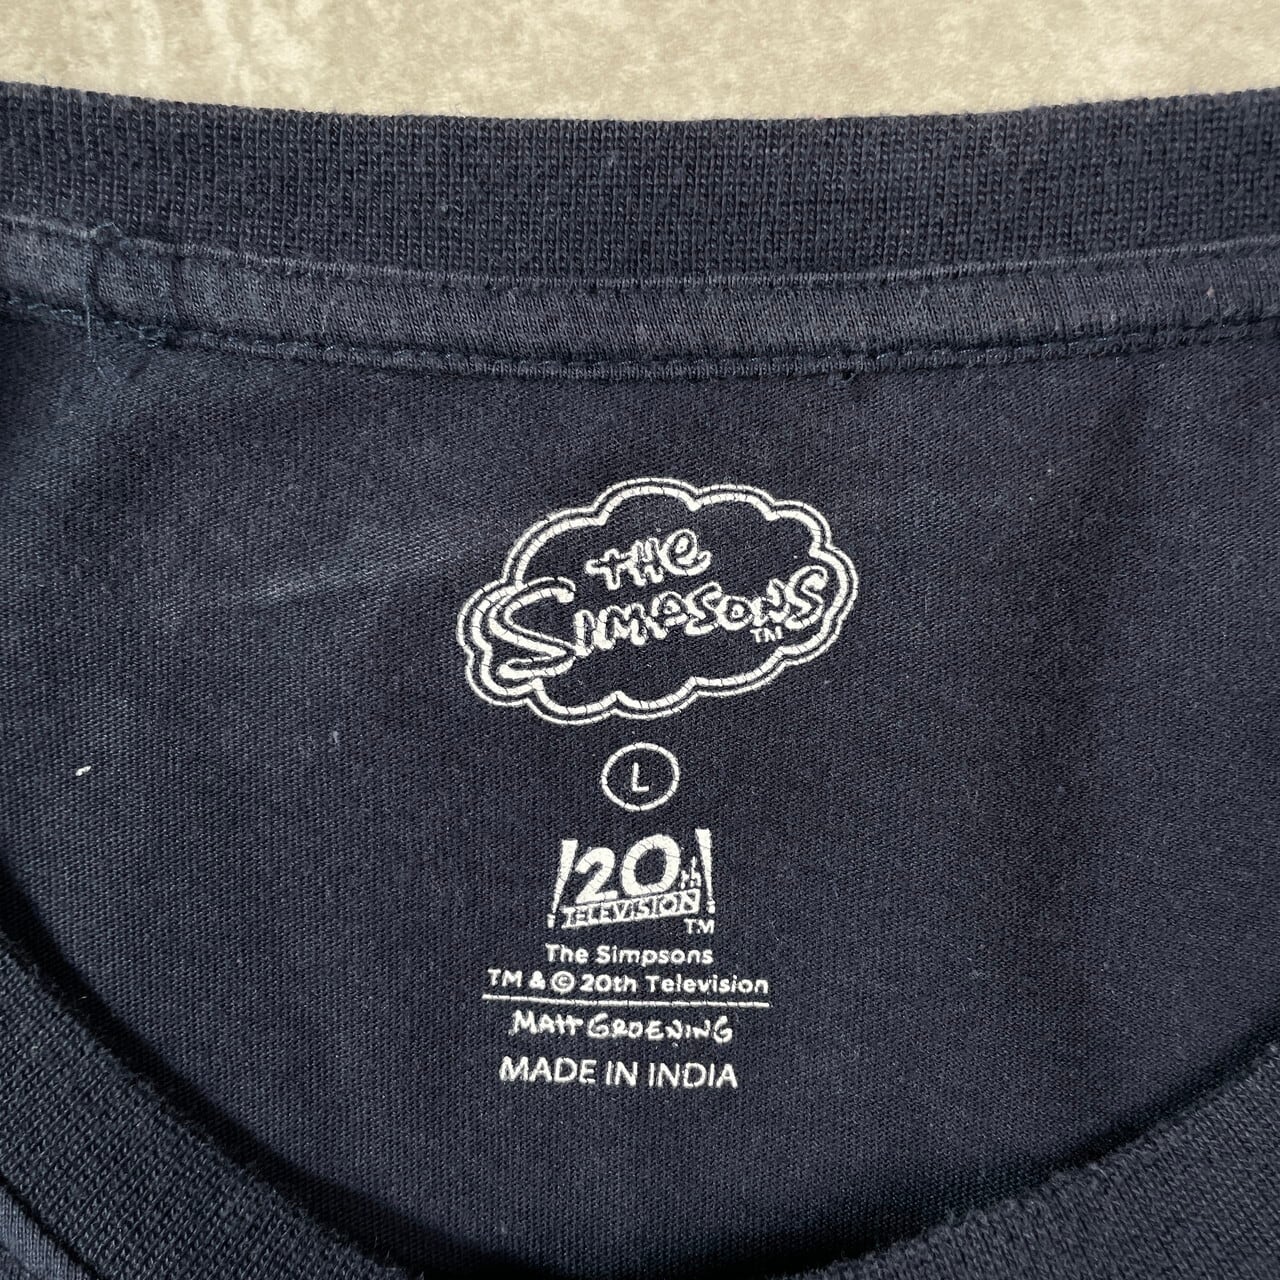 THE
SIMPSONS
TM
L
20th
TELEVISION
TM
The Simpsons
TM & © 20th Television
MATT GROENING
MADE IN INDIA